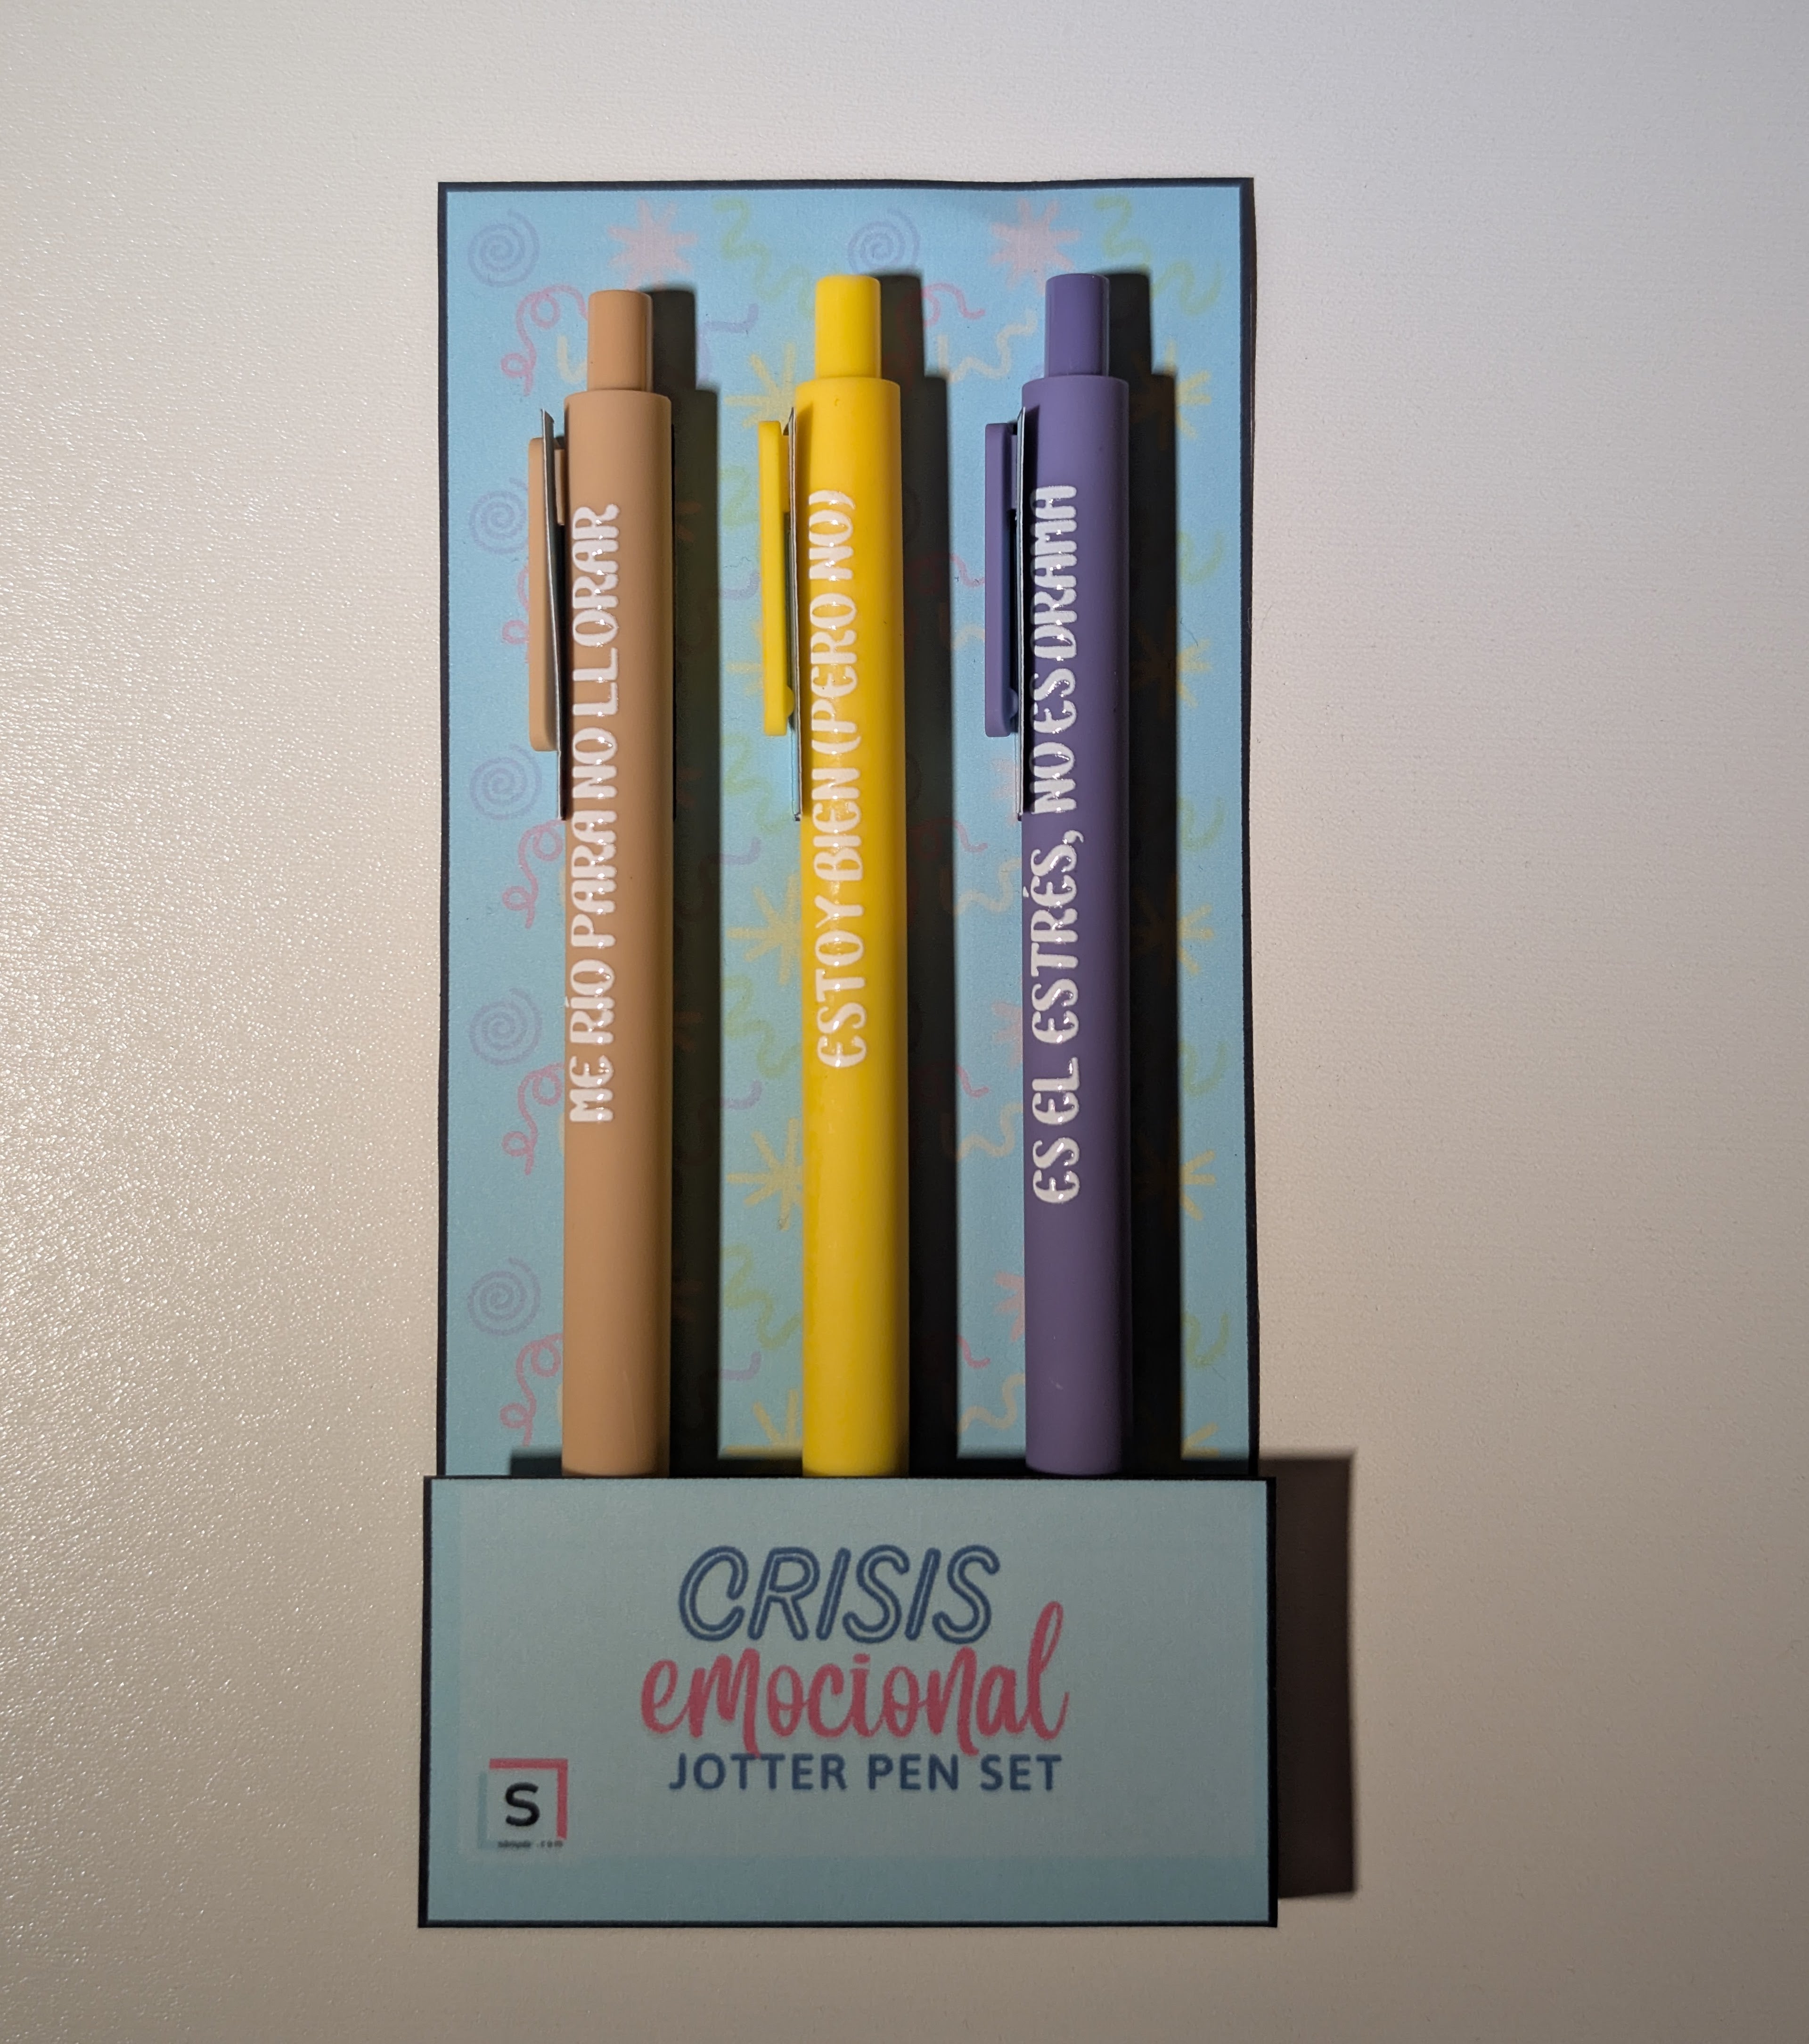 ME RÍO PARA NO LLORAR
ESTOY BIEN (PERO NO)
ES EL ESTRÉS, NO ES DRAMA
CRISIS
emocional
JOTTER PEN SET
S